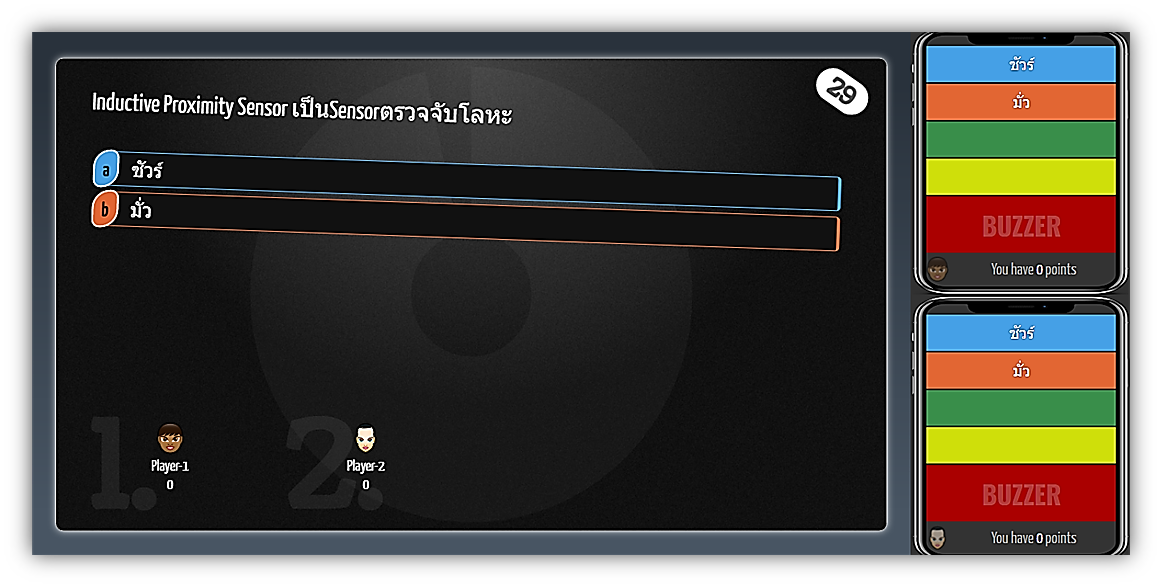 Inductive Proximity Sensor เป็นSensorตรวจจับโลหะ
29
a ชัวร์
b มั่ว
1.
Player-1
0
2.
Player-2
0
ชัวร์
มั่ว
BUZZER
You have 0 points
ชัวร์
มั่ว
BUZZER
You have 0 points